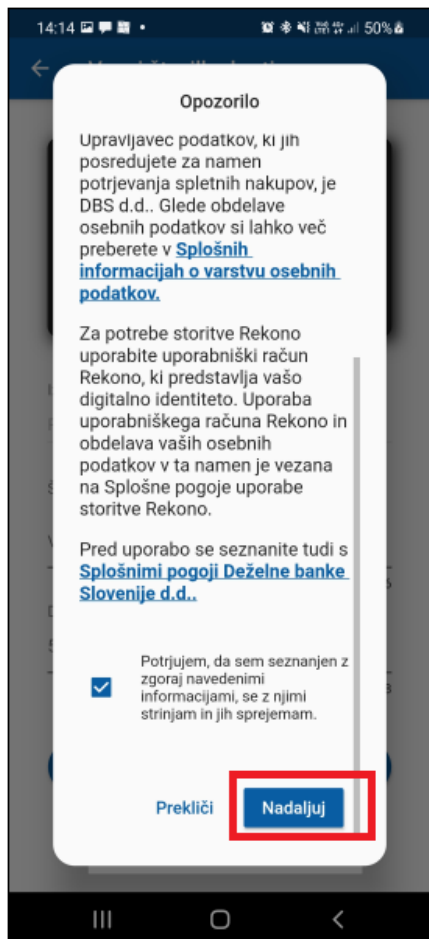 14:14
50%
Opozorilo
Upravljavec podatkov, ki jih
posredujete za namen
potrjevanja spletnih nakupov, je
DBS d.d.. Glede obdelave
osebnih podatkov si lahko več
preberete v Splošnih
informacijah o varstvu osebnih
podatkov.
Za potrebe storitve Rekono
uporabite uporabniški račun
Rekono, ki predstavlja vašo
digitalno identiteto. Uporaba
uporabniškega računa Rekono in
obdelava vaših osebnih
podatkov v ta namen je vezana
na Splošne pogoje uporabe
storitve Rekono.
Pred uporabo se seznanite tudi s
Splošnimi pogoji Deželne banke
Slovenije d.d..
Potrjujem, da sem seznanjen z
zgoraj navedenimi
informacijami, se z njimi
strinjam in jih sprejemam.
Prekliči
Nadaljuj